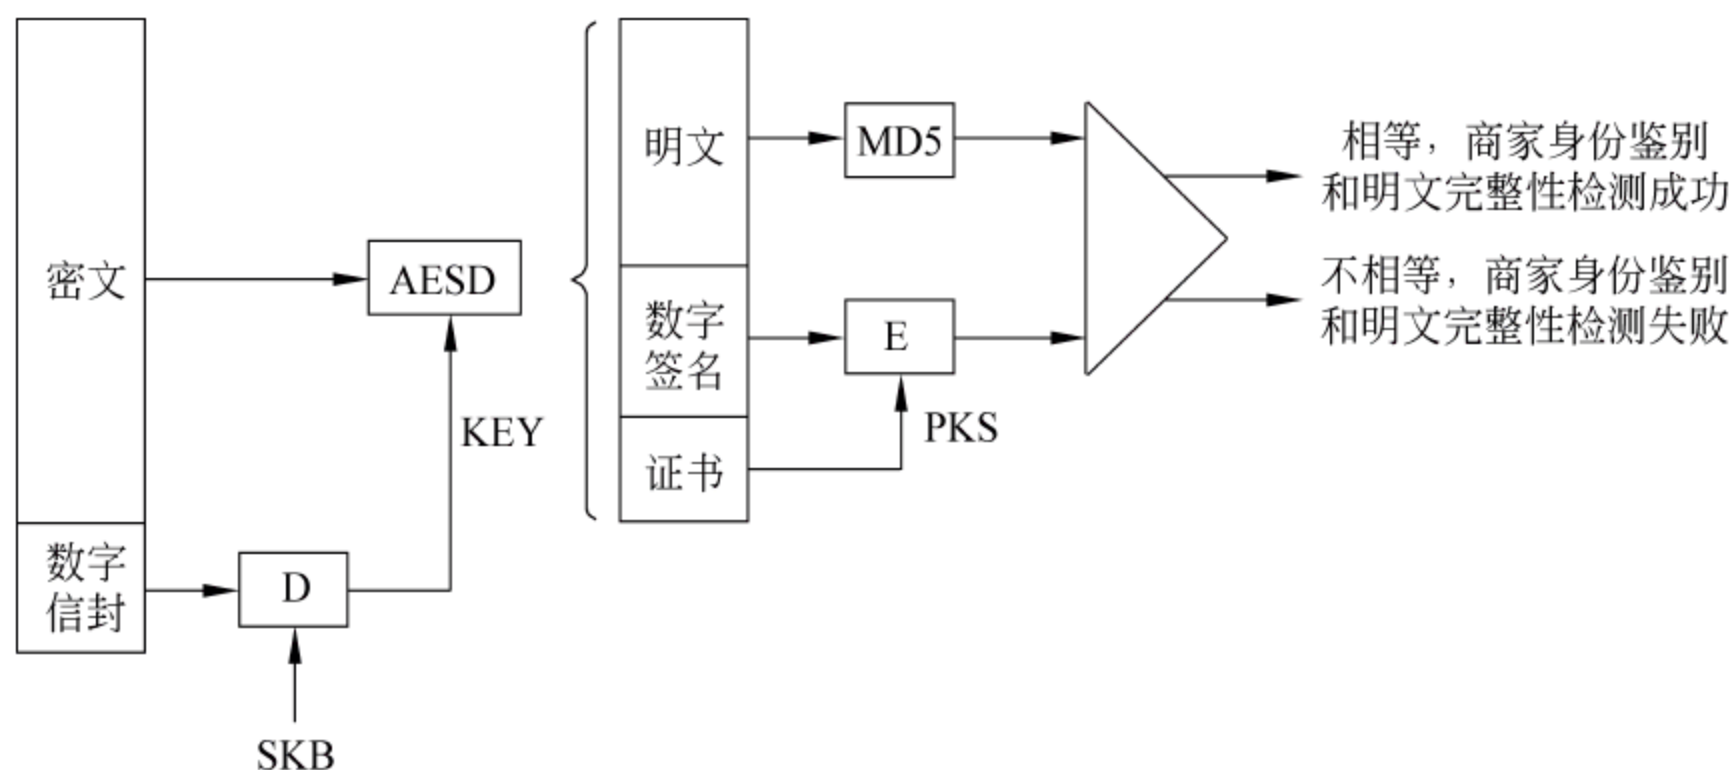 密文
数字
信封
D
SKB
AESD
KEY
明文
数字
签名
证书
MD5
E
PKS
相等，商家身份鉴别
和明文完整性检测成功
不相等，商家身份鉴别
和明文完整性检测失败